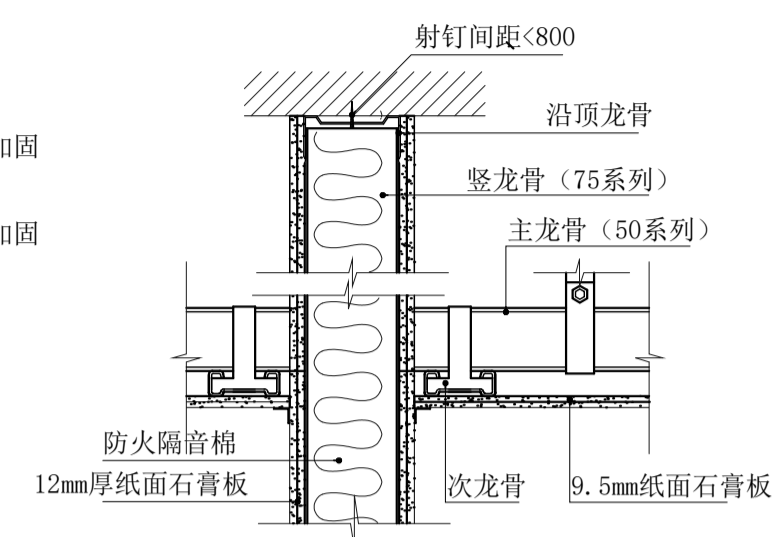 射钉间距<800
沿顶龙骨
固
竖龙骨（75系列）
固
主龙骨（50系列）
防火隔音棉
12mm厚纸面石膏板
次龙骨
9.5mm纸面石膏板